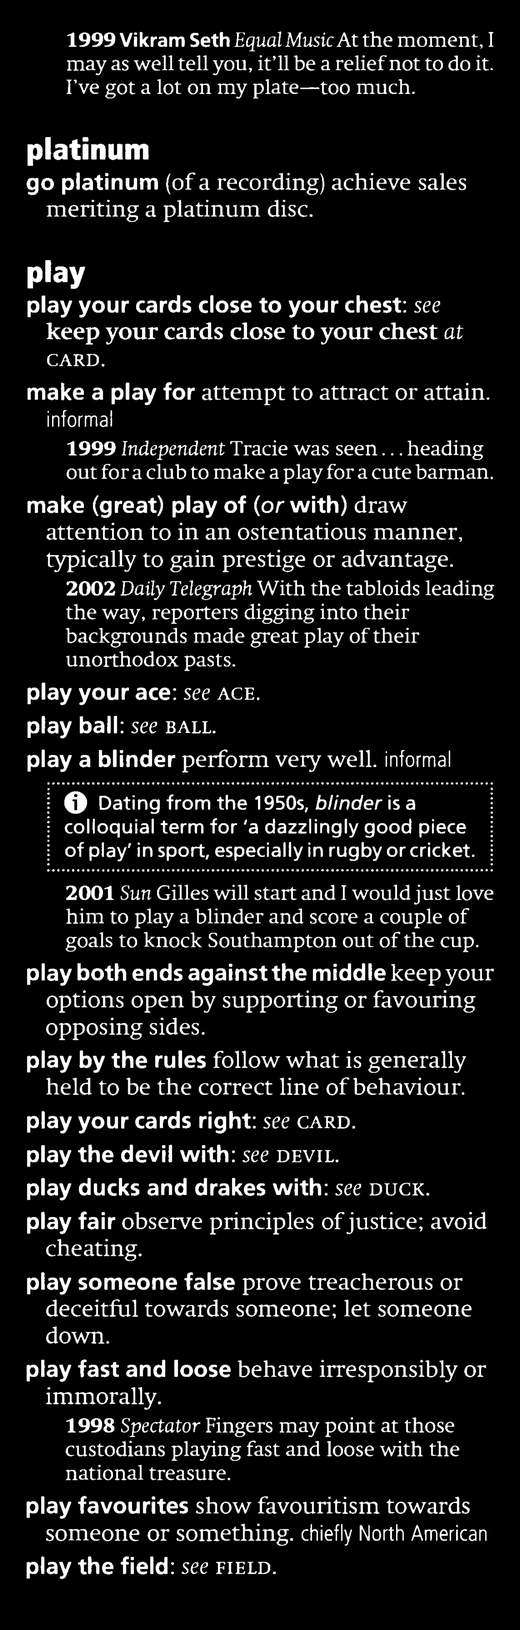 1999 Vikram Seth Equal Music At the moment, I
may as well tell you, it'll be a relief not to do it.
I've got a lot on my plate—too much.
platinum
go platinum (of a recording) achieve sales
meriting a platinum disc.
play
play your cards close to your chest: see
keep your cards close to your chest at
CARD.
make a play for attempt to attract or attain.
informal
1999 Independent Tracie was seen...heading
out for a club to make a play for a cute barman.
make (great) play of (or with) draw
attention to in an ostentatious manner,
typically to gain prestige or advantage.
2002 Daily Telegraph With the tabloids leading
the way, reporters digging into their
backgrounds made great play of their
unorthodox pasts.
play your ace: see ACE.
play ball: see BALL.
play a blinder perform very well. informal
i Dating from the 1950s, blinder is a
colloquial term for ‘a dazzlingly good piece
of play’ in sport, especially in rugby or cricket.
2001 Sun Gilles will start and I would just love
him to play a blinder and score a couple of
goals to knock Southampton out of the cup.
play both ends against the middle keep your
options open by supporting or favouring
opposing sides.
play by the rules follow what is generally
held to be the correct line of behaviour.
play your cards right: see CARD.
play the devil with: see DEVIL.
play ducks and drakes with: see DUCK.
play fair observe principles of justice; avoid
cheating.
play someone false prove treacherous or
deceitful towards someone; let someone
down.
play fast and loose behave irresponsibly or
immorally.
1998 Spectator Fingers may point at those
custodians playing fast and loose with the
national treasure.
play favourites show favouritism towards
someone or something. chiefly North American
play the field: see FIELD.